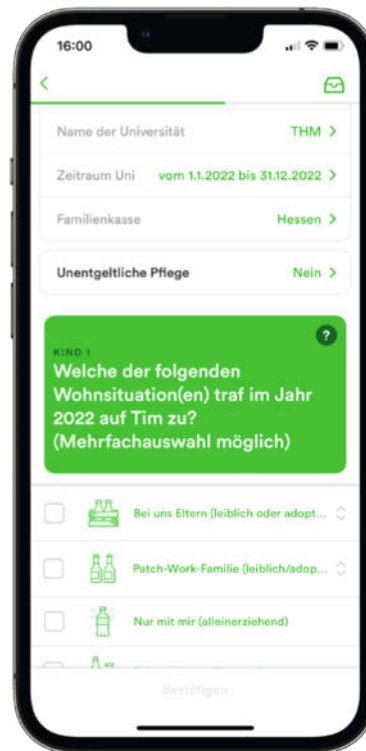 16:00
Name der Universität THM >
Zeitraum Uni vom 1.1.2022 bis 31.12.2022 >
Familienkasse Hessen >
Unentgeltliche Pflege Nein >
?
KIND 1
Welche der folgenden
Wohnsituation(en) traf im Jahr
2022 auf Tim zu?
(Mehrfachauswahl möglich)
Bei uns Eltern (leiblich oder adopt...
Patch-Work-Familie (leiblich/adop...
Nur mit mir (alleinerziehend)
Bestätigen